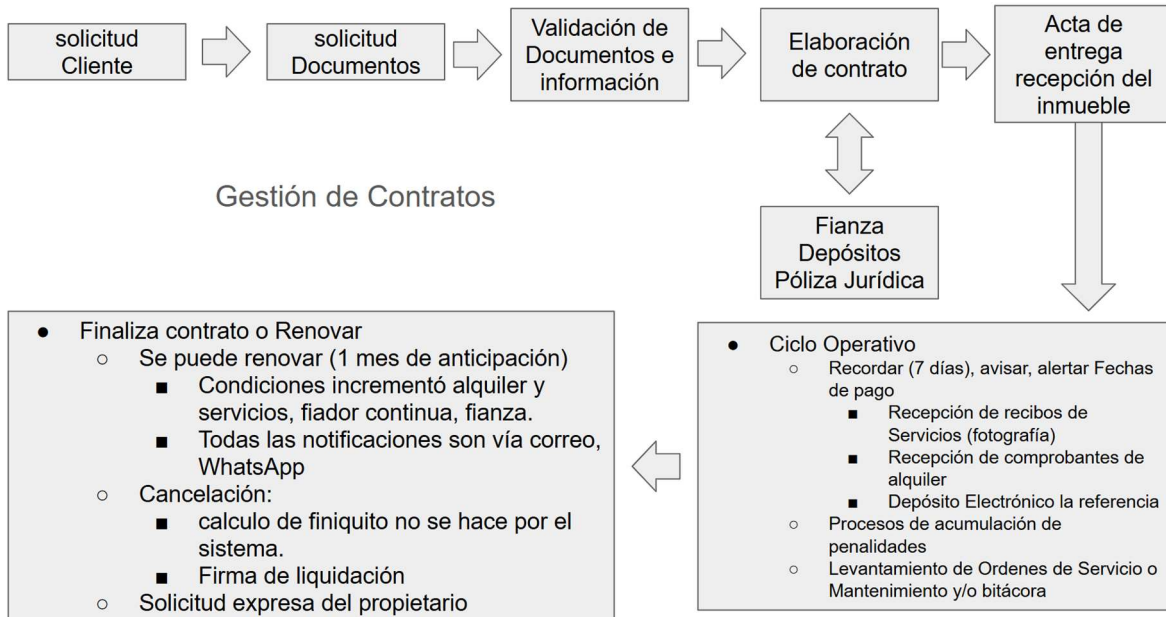 solicitud
Cliente
solicitud
Documentos
Validación de
Documentos e
información
Elaboración
de contrato
Acta de
entrega
recepción del
inmueble
Gestión de Contratos
Fianza
Depósitos
Póliza Jurídica
● Ciclo Operativo
○ Recordar (7 días), avisar, alertar Fechas
de pago
■ Recepción de recibos de
Servicios (fotografía)
■ Recepción de comprobantes de
alquiler
■ Depósito Electrónico la referencia
○ Procesos de acumulación de
penalidades
○ Levantamiento de Ordenes de Servicio o
Mantenimiento y/o bitácora
● Finaliza contrato o Renovar
○ Se puede renovar (1 mes de anticipación)
■ Condiciones incrementó alquiler y
servicios, fiador continua, fianza.
■ Todas las notificaciones son vía correo,
WhatsApp
○ Cancelación:
■ calculo de finiquito no se hace por el
sistema.
■ Firma de liquidación
○ Solicitud expresa del propietario